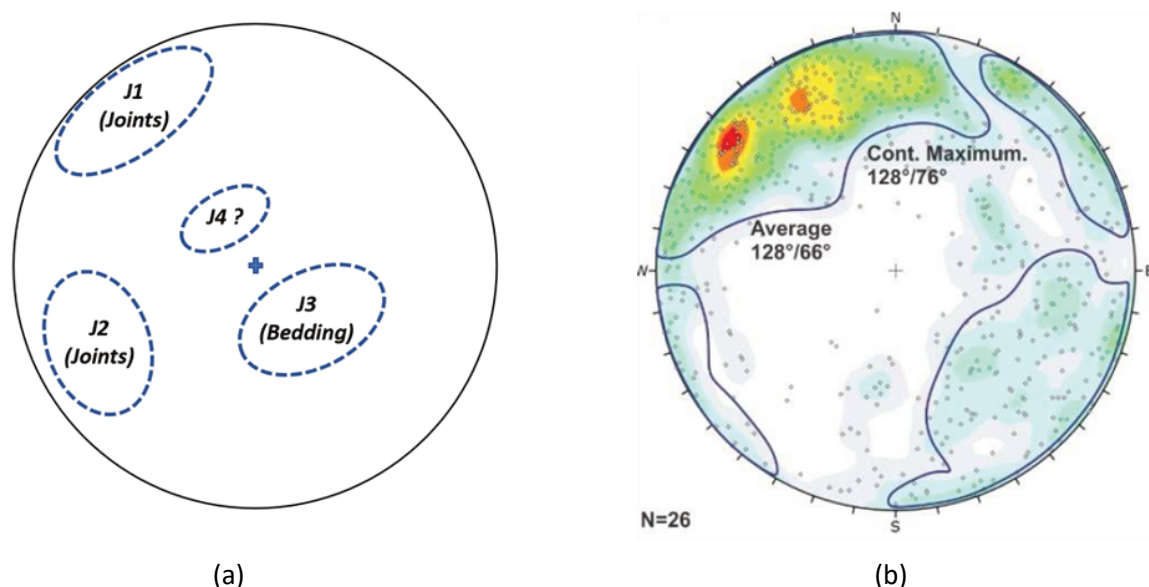 J1
(Joints)
J4 ?
J2
(Joints)
J3
(Bedding)
N
Cont. Maximum.
128°/76°
Average
128°/66°
W
E
N=26
S
(a)
(b)